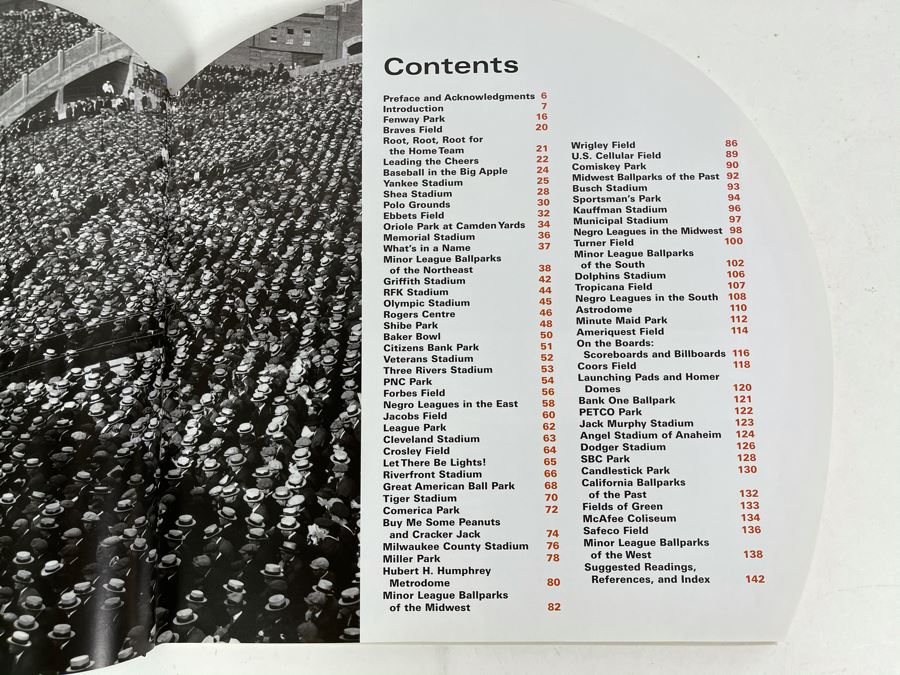 Contents
Preface and Acknowledgments 6
Introduction 7
Fenway Park 16
Braves Field 20
Root, Root, Root for
the Home Team 21
Leading the Cheers 22
Baseball in the Big Apple 24
Yankee Stadium 25
Shea Stadium 28
Polo Grounds 30
Ebbets Field 32
Oriole Park at Camden Yards 34
Memorial Stadium 36
What's in a Name 37
Minor League Ballparks
of the Northeast 38
Griffith Stadium 42
RFK Stadium 44
Olympic Stadium 45
Rogers Centre 46
Shibe Park 48
Baker Bowl 50
Citizens Bank Park 51
Veterans Stadium 52
Three Rivers Stadium 53
PNC Park 54
Forbes Field 56
Negro Leagues in the East 58
Jacobs Field 60
League Park 62
Cleveland Stadium 63
Crosley Field 64
Let There Be Lights! 65
Riverfront Stadium 66
Great American Ball Park 68
Tiger Stadium 70
Comerica Park 72
Buy Me Some Peanuts
and Cracker Jack 74
Milwaukee County Stadium 76
Miller Park 78
Hubert H. Humphrey
Metrodome 80
Minor League Ballparks
of the Midwest 82
Wrigley Field 86
U.S. Cellular Field 89
Comiskey Park 90
Midwest Ballparks of the Past 92
Busch Stadium 93
Sportsman's Park 94
Kauffman Stadium 96
Municipal Stadium 97
Negro Leagues in the Midwest 98
Turner Field 100
Minor League Ballparks
of the South 102
Dolphins Stadium 106
Tropicana Field 107
Negro Leagues in the South 108
Astrodome 110
Minute Maid Park 112
Ameriquest Field 114
On the Boards:
Scoreboards and Billboards 116
Coors Field 118
Launching Pads and Homer
Domes 120
Bank One Ballpark 121
PETCO Park 122
Jack Murphy Stadium 123
Angel Stadium of Anaheim 124
Dodger Stadium 126
SBC Park 128
Candlestick Park 130
California Ballparks
of the Past 132
Fields of Green 133
McAfee Coliseum 134
Safeco Field 136
Minor League Ballparks
of the West 138
Suggested Readings,
References, and Index 142